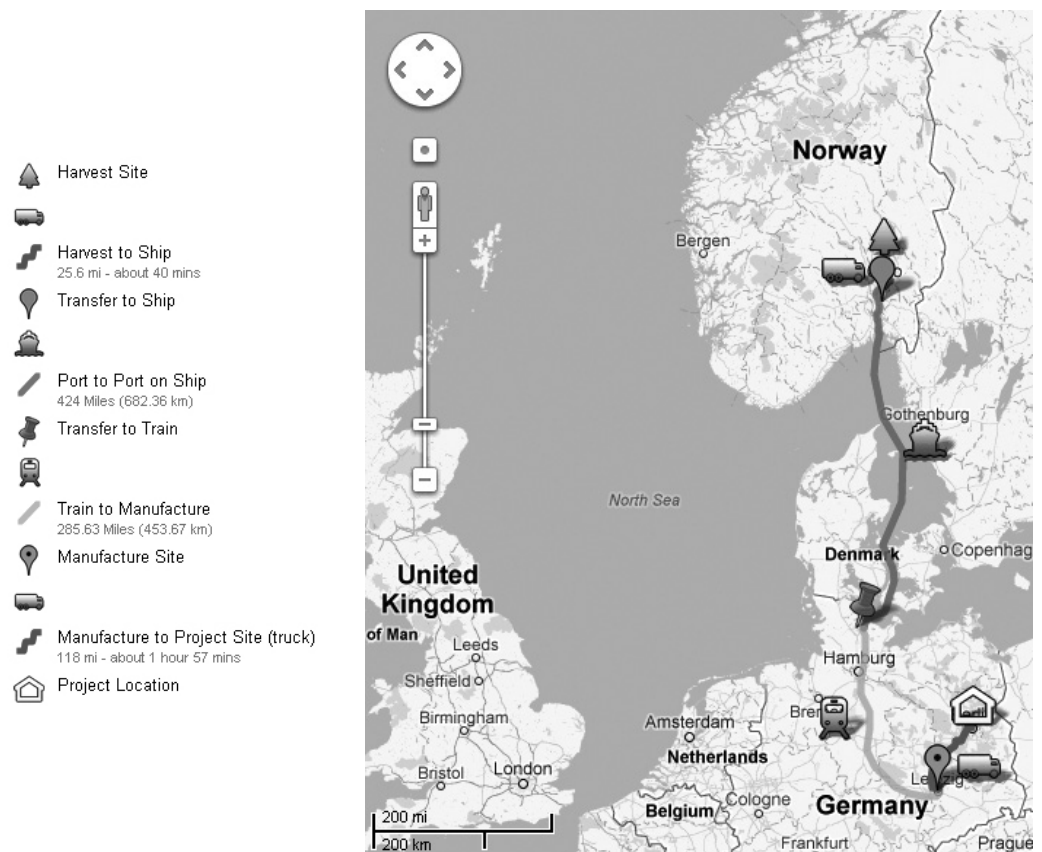 Harvest Site
Harvest to Ship
25.6 mi - about 40 mins
Transfer to Ship
Port to Port on Ship
424 Miles (682.36 km)
Transfer to Train
Train to Manufacture
285.63 Miles (453.67 km)
Manufacture Site
Manufacture to Project Site (truck)
118 mi - about 1 hour 57 mins
Project Location
Norway
Bergen
Gothenburg
North Sea
Denmark
Copenhag
United
Kingdom
of Man
Leeds
Sheffield
Hamburg
Bre
Birmingham
Amsterdam
Netherlands
Bristol
London
Belgium
Cologne
Germany
200 mi
200 km
Frankfurt
Prague